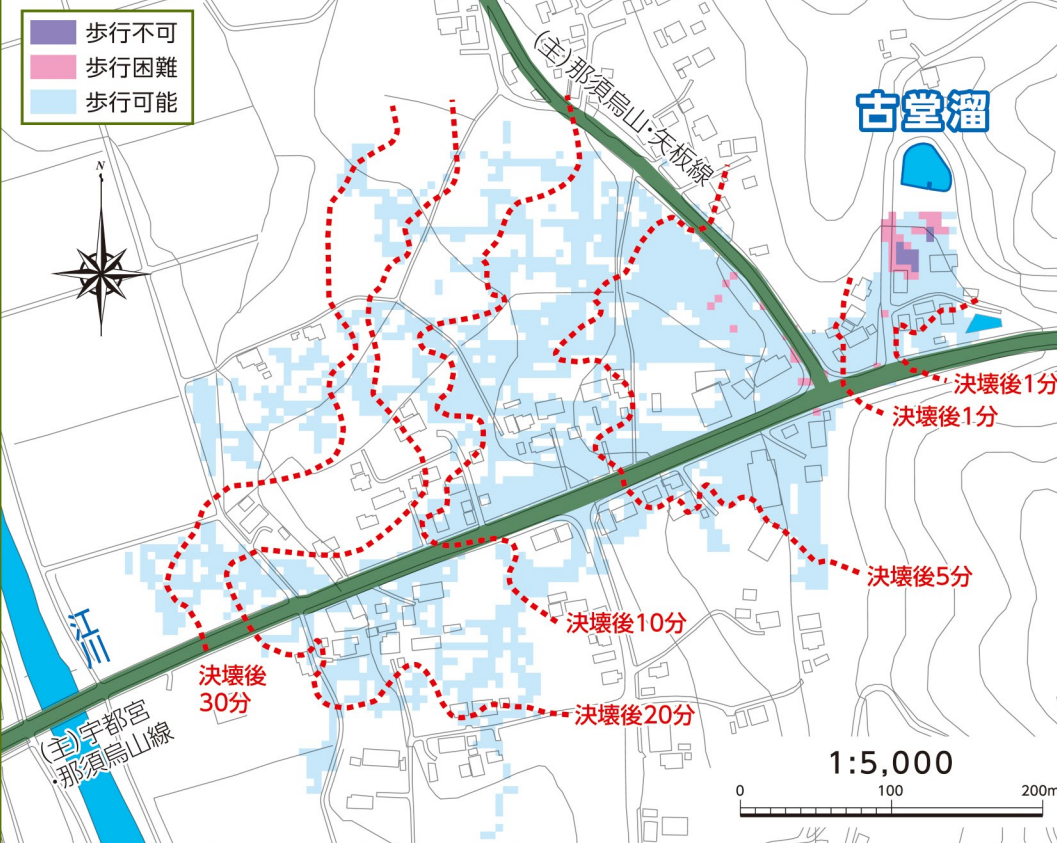 歩行不可
歩行困難
歩行可能
(主)那須烏山・矢板線
古堂溜
N
決壊後1分
決壊後1分
決壊後5分
決壊後10分
江川
決壊後
30分
決壊後20分
(主)宇都宮
・那須烏山線
1:5,000
0 100 200m